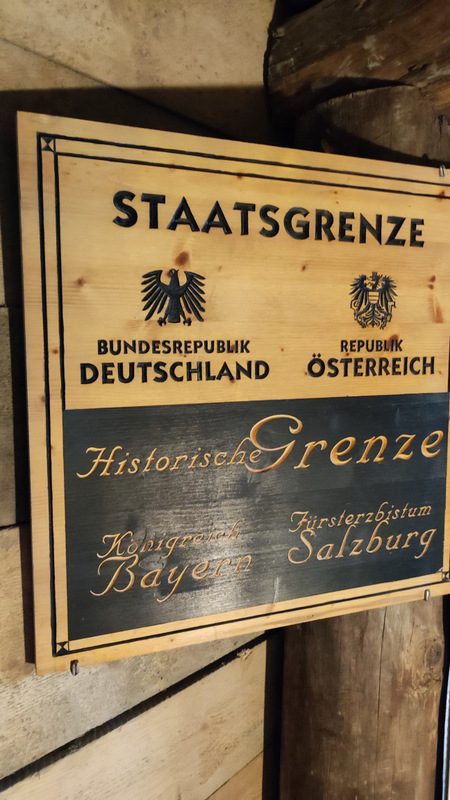 STAATSGRENZE
BUNDESREPUBLIK
DEUTSCHLAND
REPUBLIK
ÖSTERREICH
Historische Grenze
Königreich
Bayern
Fürsterzbistum
Salzburg